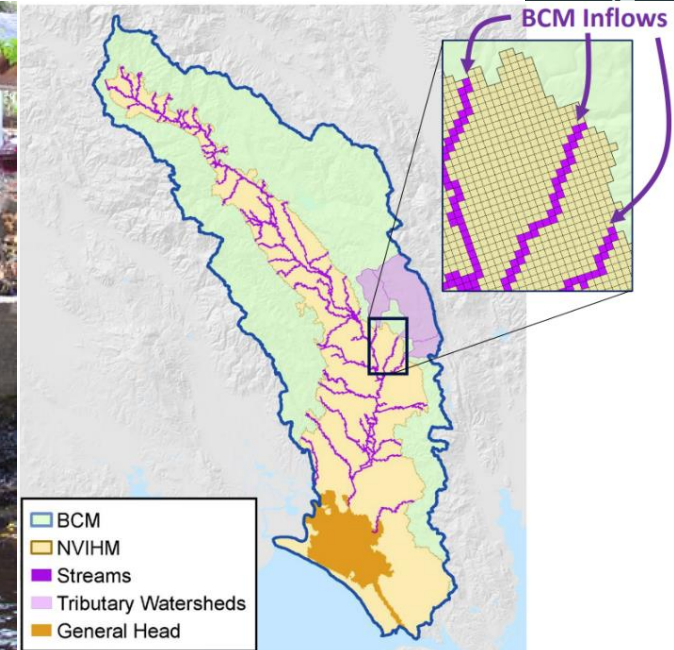 BCM Inflows
BCM
NVIHM
Streams
Tributary Watersheds
General Head